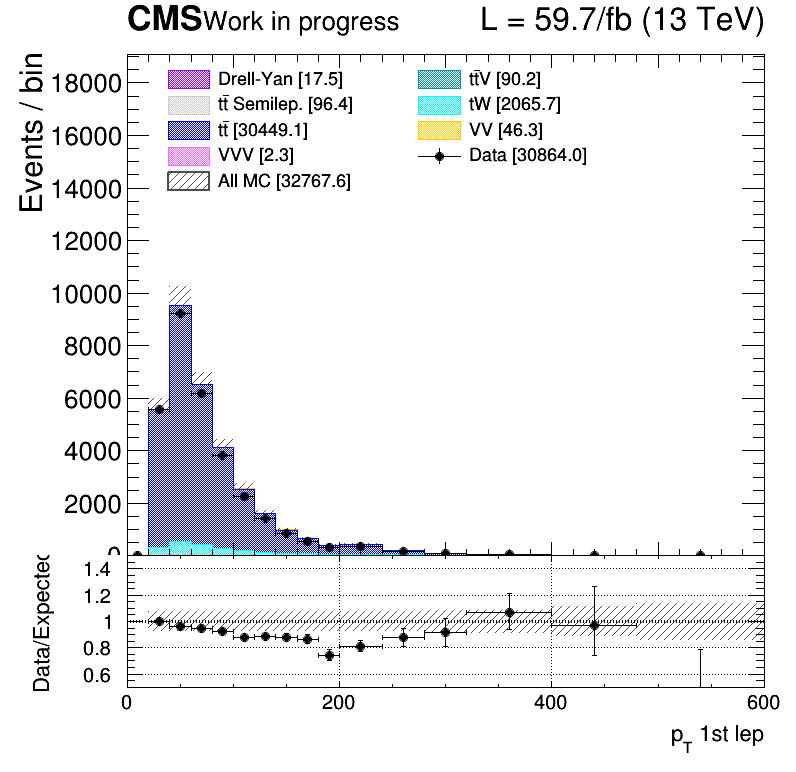 CMS Work in progress L = 59.7/fb (13 TeV)
Events / bin
18000
16000
14000
12000
10000
8000
6000
4000
2000
0
Drell-Yan [17.5]
tt̄ Semilep. [96.4]
tt̄ [30449.1]
VVV [2.3]
All MC [32767.6]
tt̄V [90.2]
tW [2065.7]
VV [46.3]
Data [30864.0]
Data/Expected
1.4
1.2
1
0.8
0.6
0 200 400 600
p_T 1st lep